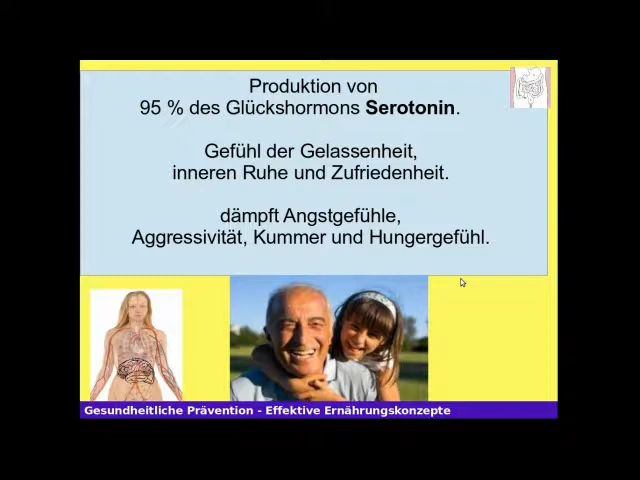 Produktion von
95 % des Glückshormons Serotonin.
Gefühl der Gelassenheit,
inneren Ruhe und Zufriedenheit.
dämpft Angstgefühle,
Aggressivität, Kummer und Hungergefühl.
Gesundheitliche Prävention - Effektive Ernährungskonzepte